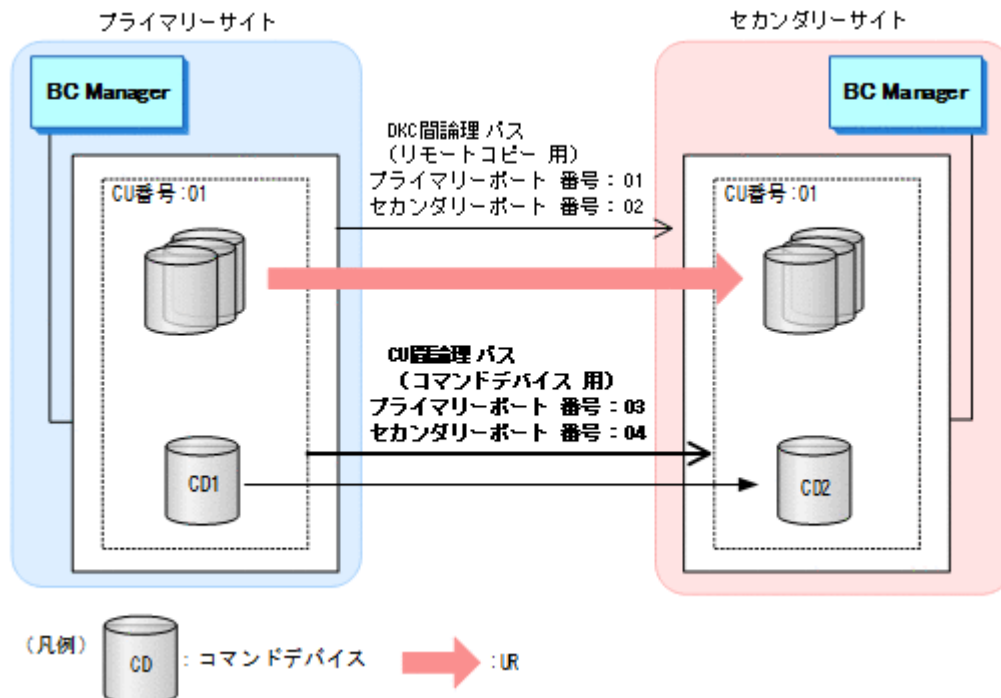 プライマリーサイト
セカンダリーサイト
BC Manager
BC Manager
DKC間論理パス
(リモートコピー 用)
プライマリーポート 番号:01
セカンダリーポート 番号:02
CU番号:01
CU番号:01
CU間論理パス
(コマンドデバイス 用)
プライマリーポート 番号:03
セカンダリーポート 番号:04
CD1
CD2
(凡例)
CD
:コマンドデバイス
:UR